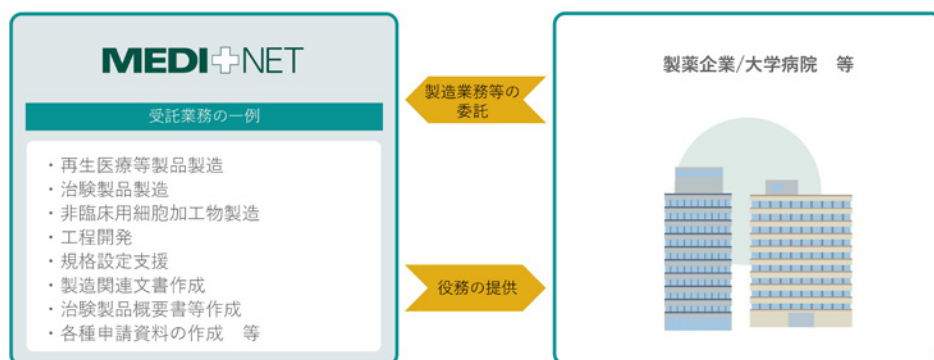 MEDI NET
受託業務の一例
・再生医療等製品製造
・治験製品製造
・非臨床用細胞加工物製造
・工程開発
・規格設定支援
・製造関連文書作成
・治験製品概要書等作成
・各種申請資料の作成　等
製造業務等の
委託
役務の提供
製薬企業/大学病院　等